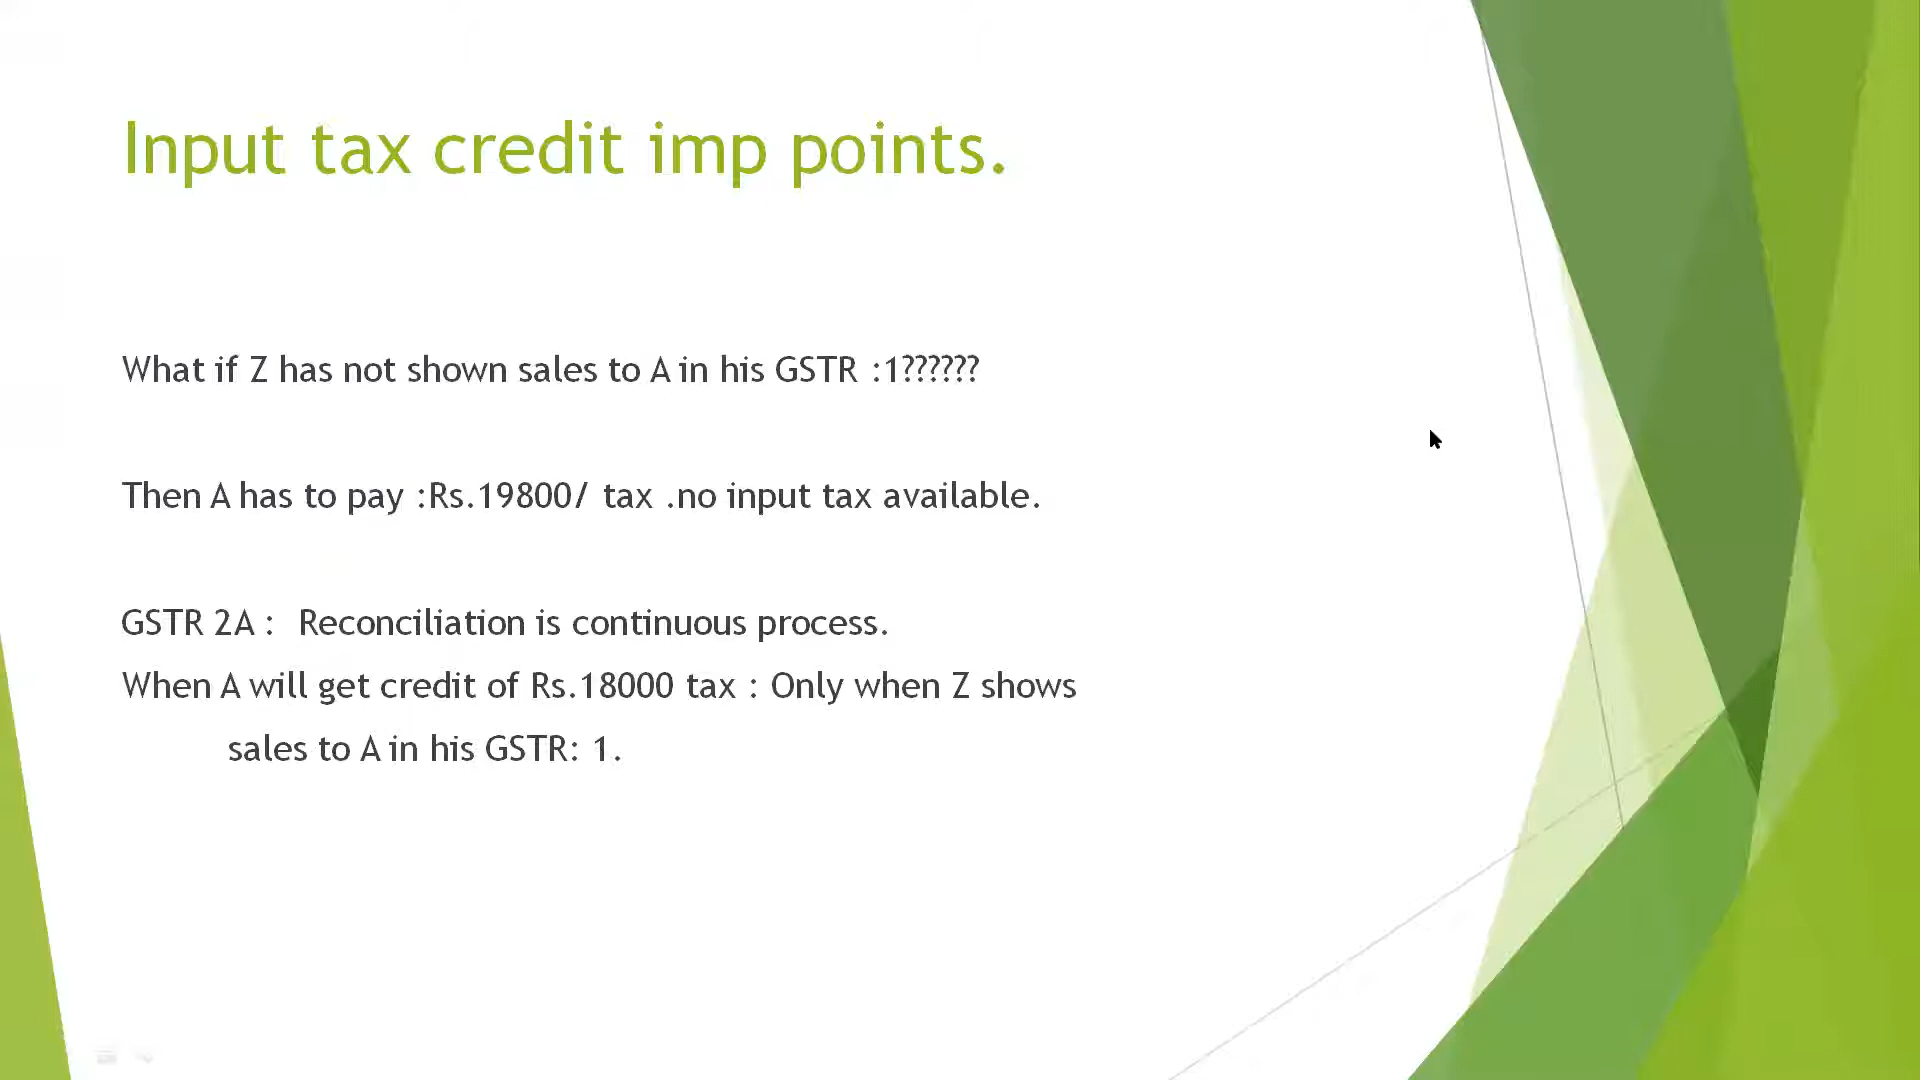 Input tax credit imp points.
What if Z has not shown sales to A in his GSTR :1??????
Then A has to pay :Rs.19800/ tax .no input tax available.
GSTR 2A : Reconciliation is continuous process.
When A will get credit of Rs.18000 tax : Only when Z shows
sales to A in his GSTR: 1.